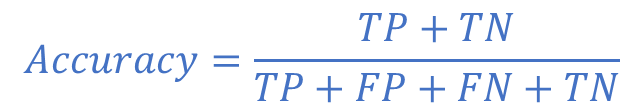 Accuracy = (TP + TN) / (TP + FP + FN + TN)